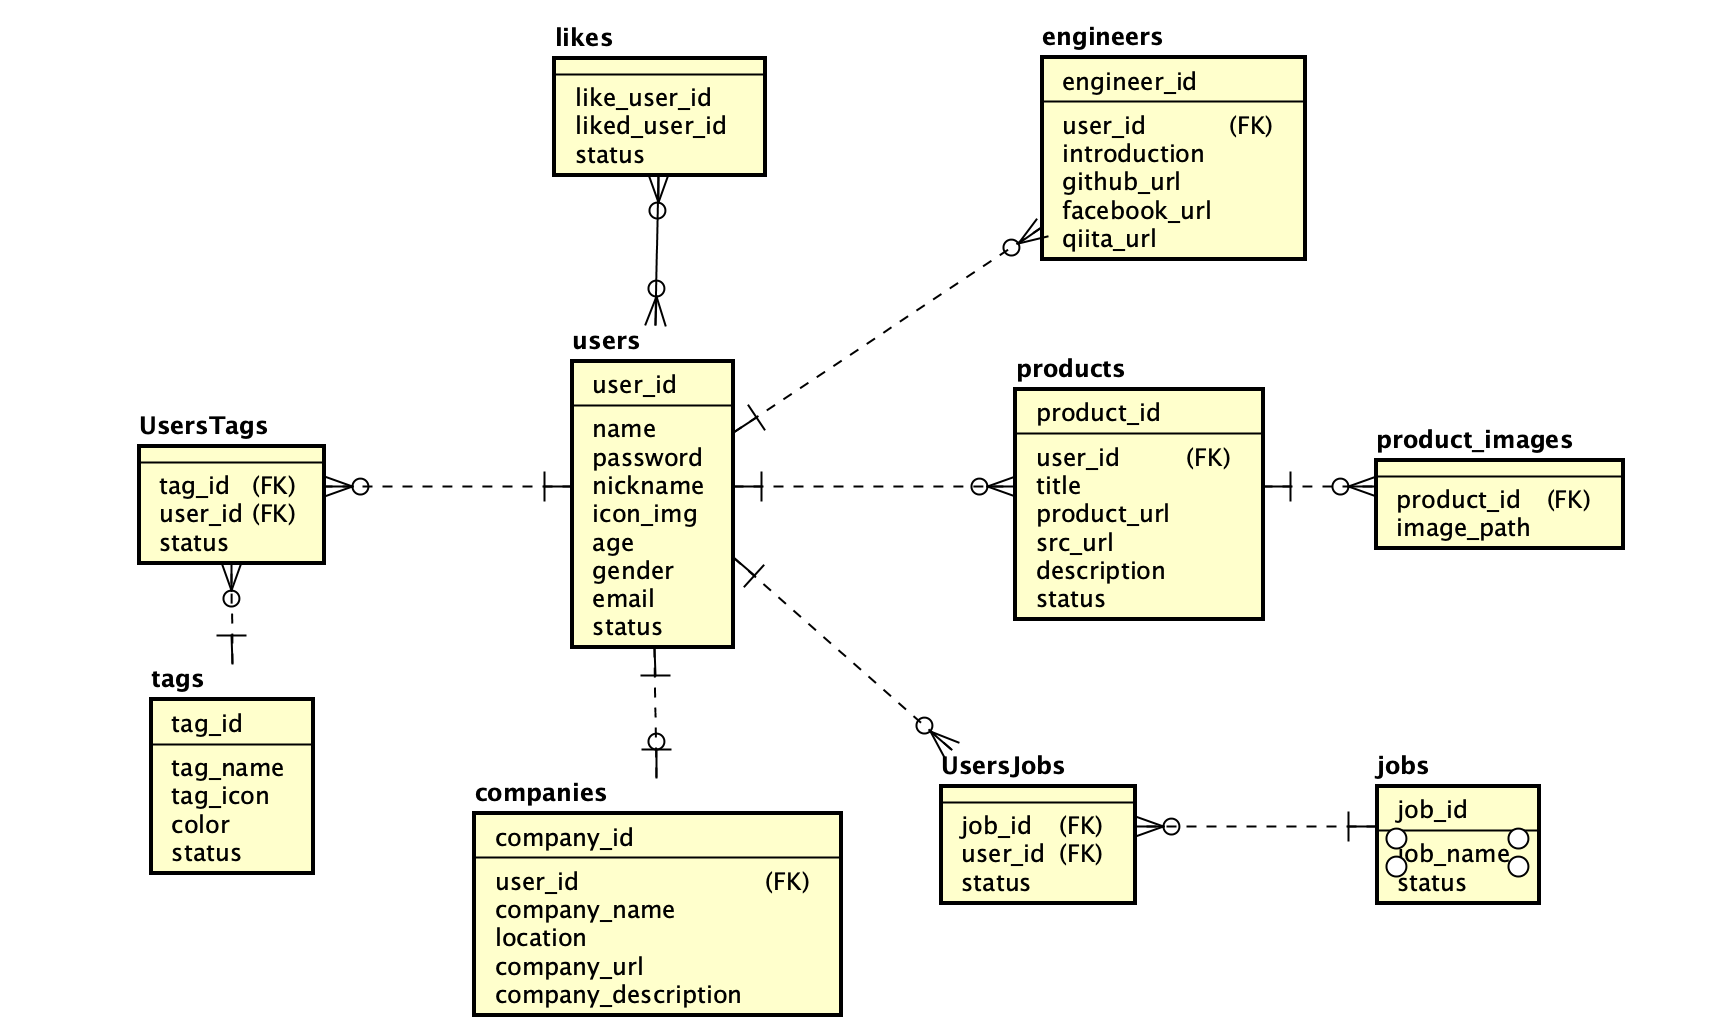 likes
like_user_id
liked_user_id
status
engineers
engineer_id
user_id (FK)
introduction
github_url
facebook_url
qiita_url
users
user_id
name
password
nickname
icon_img
age
gender
email
status
products
product_id
user_id (FK)
title
product_url
src_url
description
status
product_images
product_id (FK)
image_path
UsersTags
tag_id (FK)
user_id (FK)
status
tags
tag_id
tag_name
tag_icon
color
status
companies
company_id
user_id (FK)
company_name
location
company_url
company_description
UsersJobs
job_id (FK)
user_id (FK)
status
jobs
job_id
job_name
status